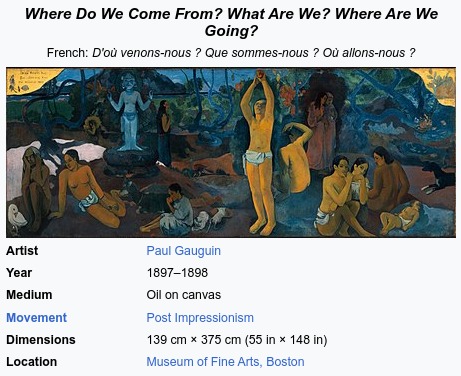 Where Do We Come From? What Are We? Where Are We
Going?
French: D'où venons-nous ? Que sommes-nous ? Où allons-nous ?
Artist Paul Gauguin
Year 1897–1898
Medium Oil on canvas
Movement Post Impressionism
Dimensions 139 cm × 375 cm (55 in × 148 in)
Location Museum of Fine Arts, Boston